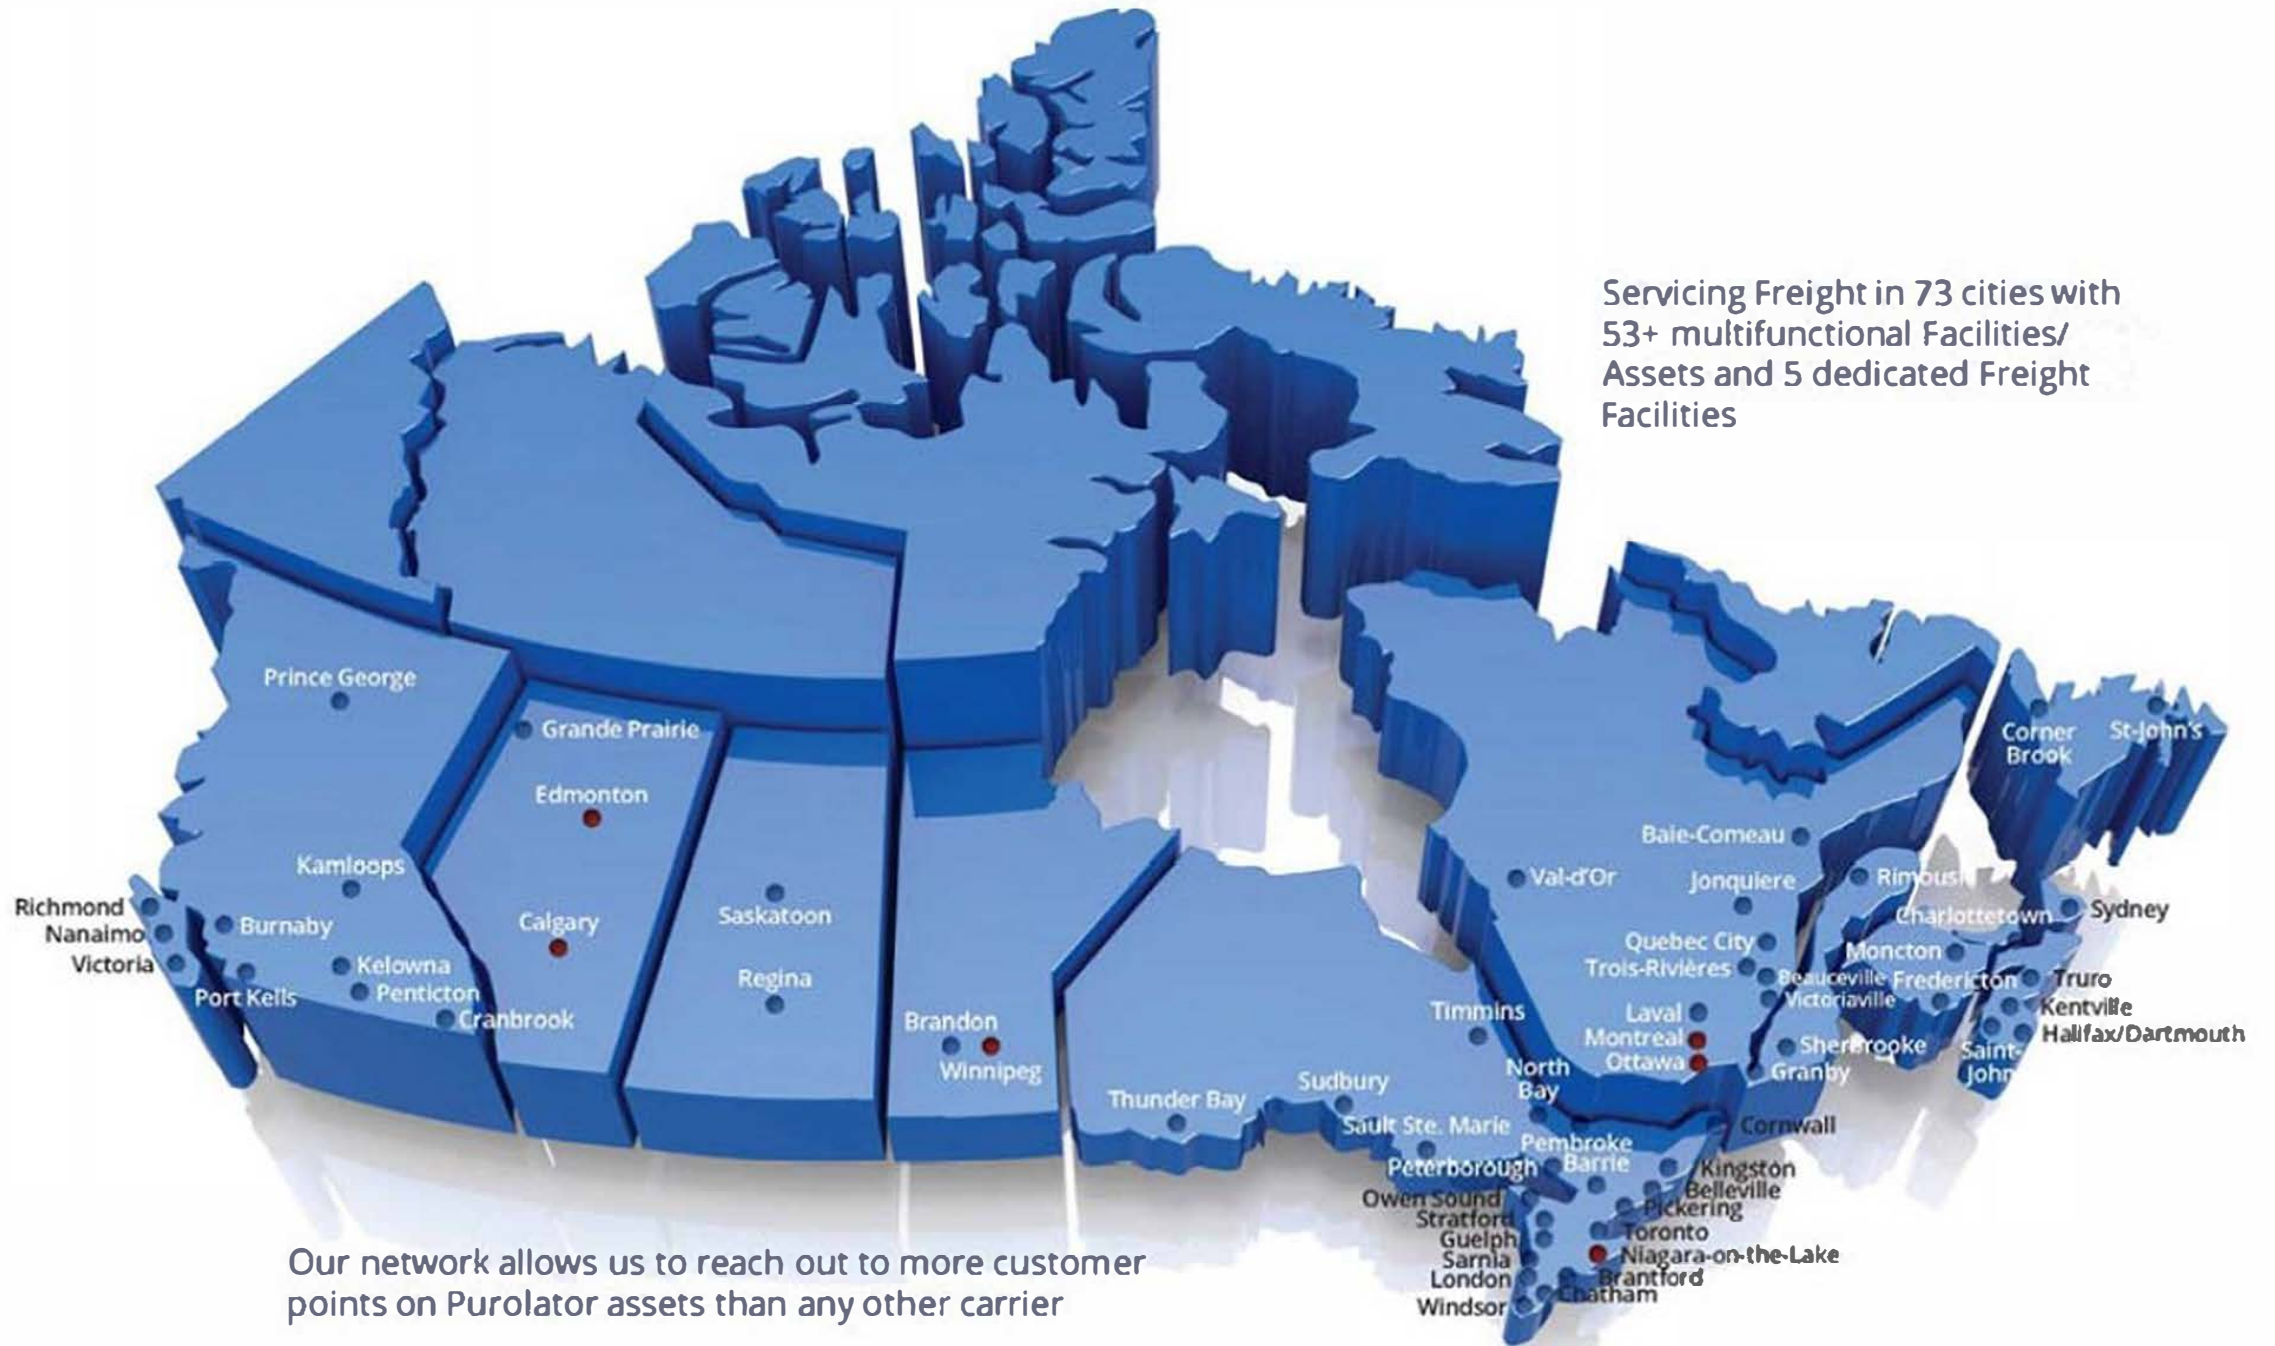 Servicing Freight in 73 cities with
53+ multifunctional Facilities/
Assets and 5 dedicated Freight
Facilities
Prince George
Grande Prairie
Edmonton
Kamloops
Richmond
Nanaimo
Victoria
Burnaby
Port Kells
Kelowna
Penticton
Cranbrook
Calgary
Saskatoon
Regina
Brandon
Winnipeg
Thunder Bay
Sudbury
Sault Ste. Marie
Timmins
North
Bay
Pembroke
Peterborough
Barrie
Owen Sound
Stratford
Guelph
Sarnia
London
Windsor
Cornwall
Kingston
Belleville
Pickering
Toronto
Niagara-on-the-Lake
Brantford
Chatham
Val-d'Or
Baie-Comeau
Jonquiere
Quebec City
Trois-Rivières
Beauceville
Victoriaville
Laval
Montreal
Ottawa
Sherbrooke
Granby
Rimouski
Charlottetown
Moncton
Fredericton
Saint-
John
Corner
Brook
St-John's
Sydney
Truro
Kentville
Halifax/Dartmouth
Our network allows us to reach out to more customer
points on Purolator assets than any other carrier